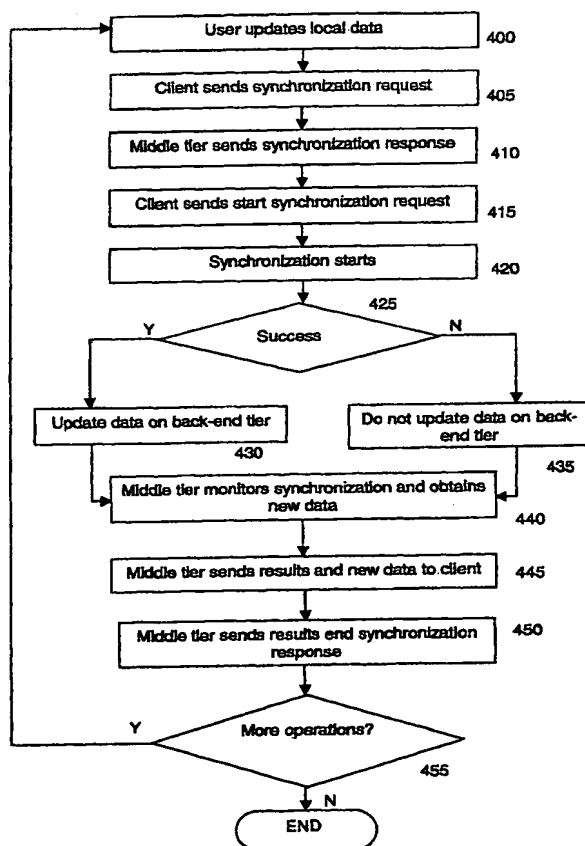 User updates local data
400
Client sends synchronization request
405
Middle tier sends synchronization response
410
Client sends start synchronization request
415
Synchronization starts
420
425
Y
Success
N
Update data on back-end tier
430
Do not update data on back-
end tier
435
Middle tier monitors synchronization and obtains
new data
440
Middle tier sends results and new data to client
445
Middle tier sends results end synchronization
response
450
Y
More operations?
455
N
END